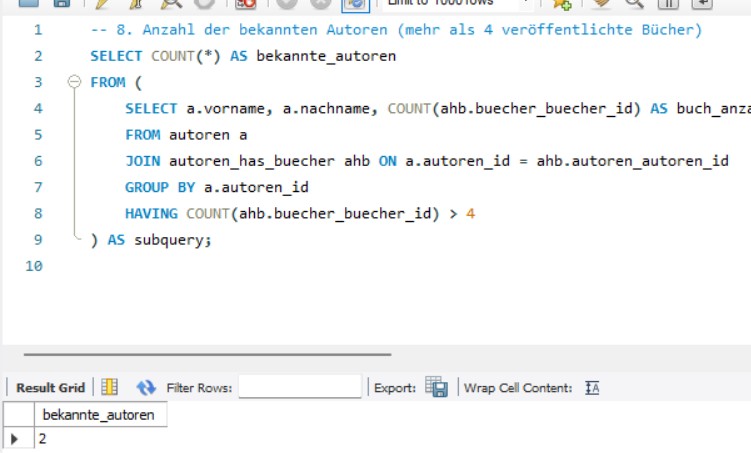 Limit to 1000 rows
1 -- 8. Anzahl der bekannten Autoren (mehr als 4 veröffentlichte Bücher)
2 SELECT COUNT(*) AS bekannte_autoren
3 FROM (
4 SELECT a.vorname, a.nachname, COUNT(ahb.buecher_buecher_id) AS buch_anza
5 FROM autoren a
6 JOIN autoren_has_buecher ahb ON a.autoren_id = ahb.autoren_autoren_id
7 GROUP BY a.autoren_id
8 HAVING COUNT(ahb.buecher_buecher_id) > 4
9 ) AS subquery;
10
Result Grid Filter Rows: Export: Wrap Cell Content: IA
bekannte_autoren
2